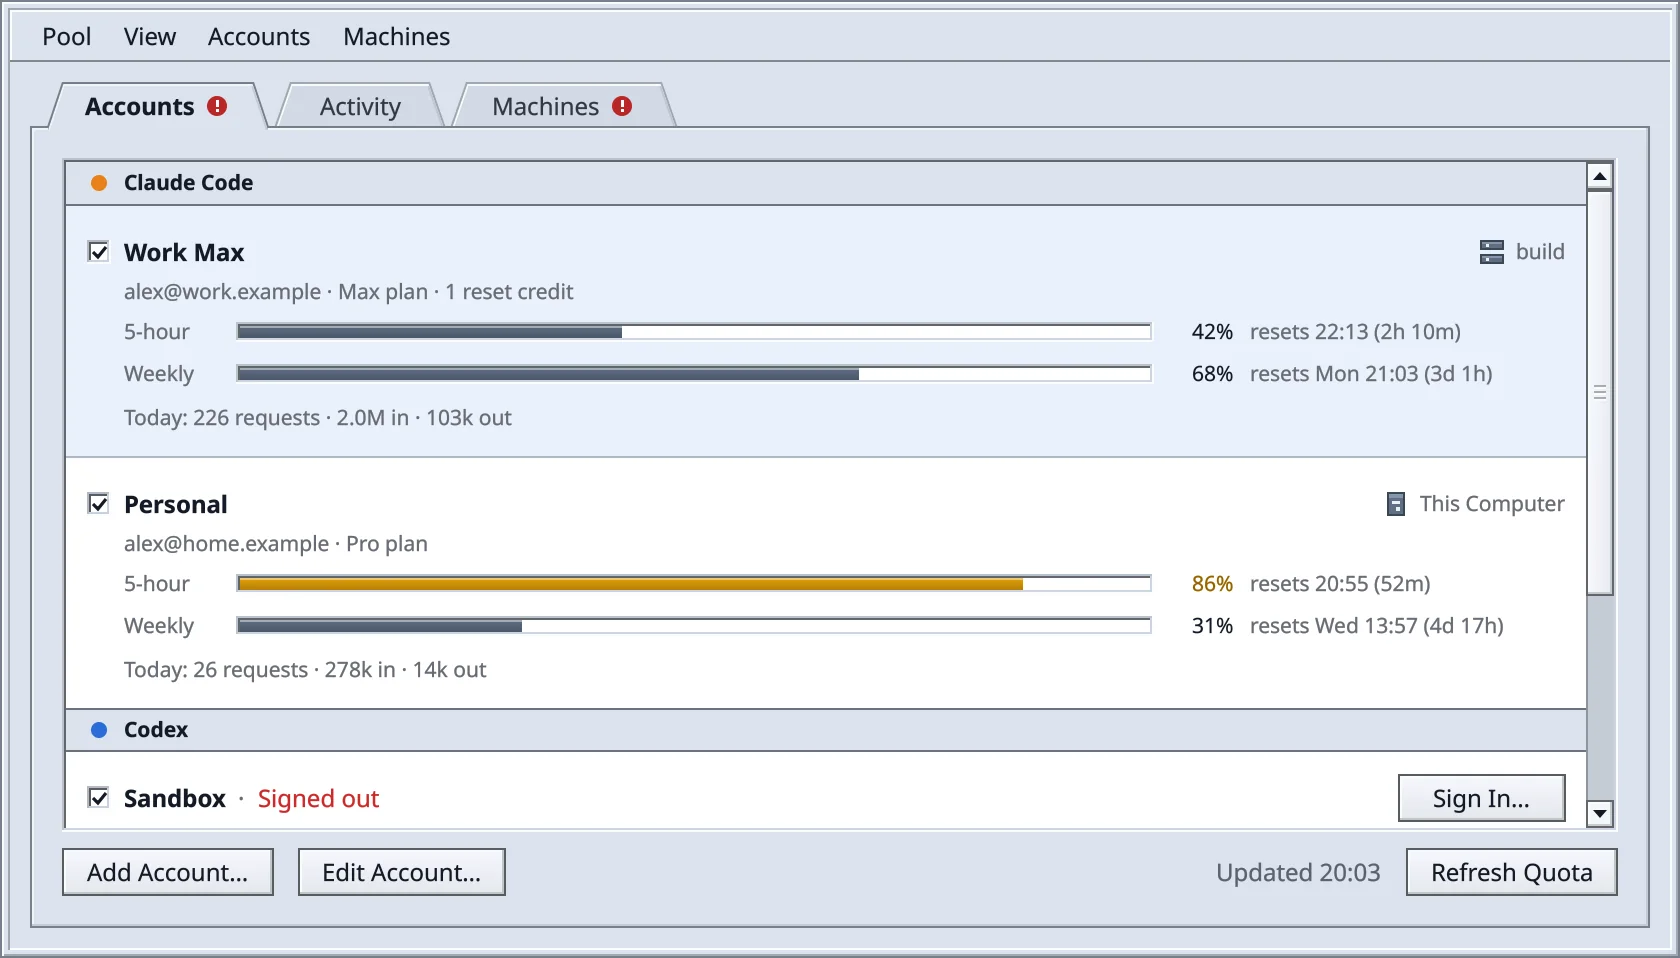 Pool View Accounts Machines
Accounts Activity Machines
Claude Code
Work Max build
alex@work.example · Max plan · 1 reset credit
5-hour 42% resets 22:13 (2h 10m)
Weekly 68% resets Mon 21:03 (3d 1h)
Today: 226 requests · 2.0M in · 103k out
Personal This Computer
alex@home.example · Pro plan
5-hour 86% resets 20:55 (52m)
Weekly 31% resets Wed 13:57 (4d 17h)
Today: 26 requests · 278k in · 14k out
Codex
Sandbox · Signed out Sign In...
Add Account... Edit Account... Updated 20:03 Refresh Quota